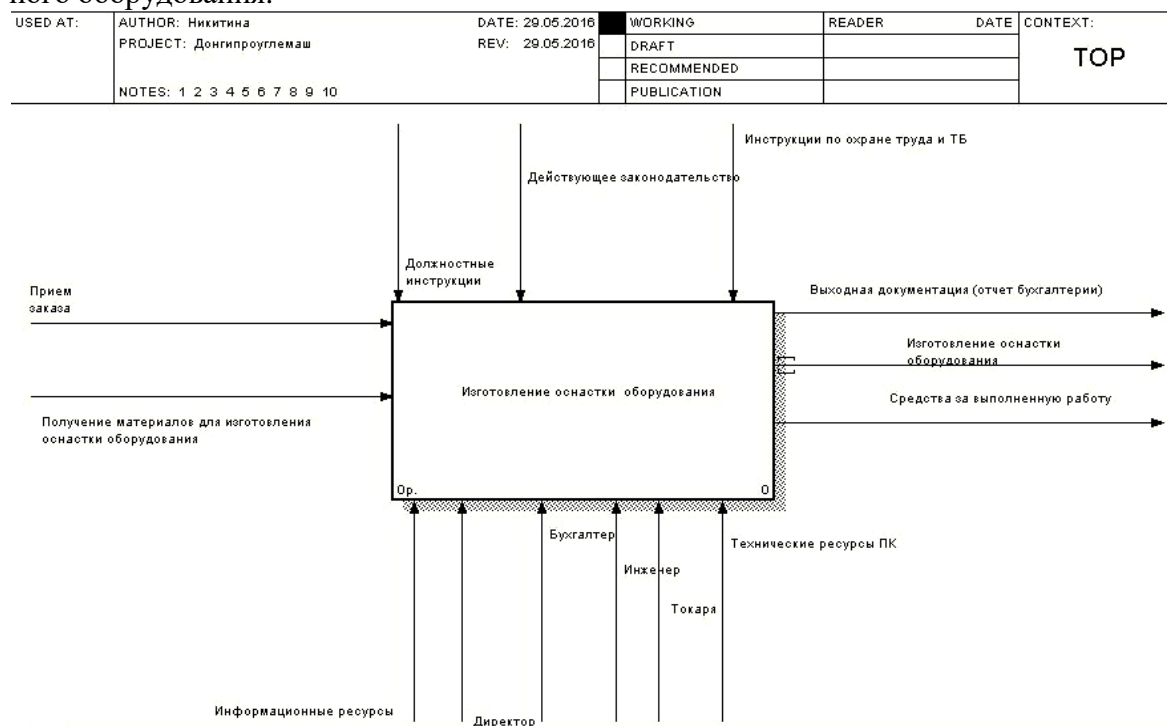 ного оборудования.
USED AT:
AUTHOR: Никитина
DATE: 29.05.2016
WORKING
READER
DATE
CONTEXT:
PROJECT: Донгипроуглемаш
REV: 29.05.2016
DRAFT
TOP
RECOMMENDED
NOTES: 1 2 3 4 5 6 7 8 9 10
PUBLICATION
Инструкции по охране труда и ТБ
Действующее законодательство
Должностные
инструкции
Прием
заказа
Выходная документация (отчет бухгалтерии)
Изготовление оснастки
оборудования
Изготовление оснастки оборудования
Средства за выполненную работу
Получение материалов для изготовления
оснастки оборудования
0р.
0
Бухгалтер
Технические ресурсы ПК
Инженер
Токаря
Информационные ресурсы
Директор